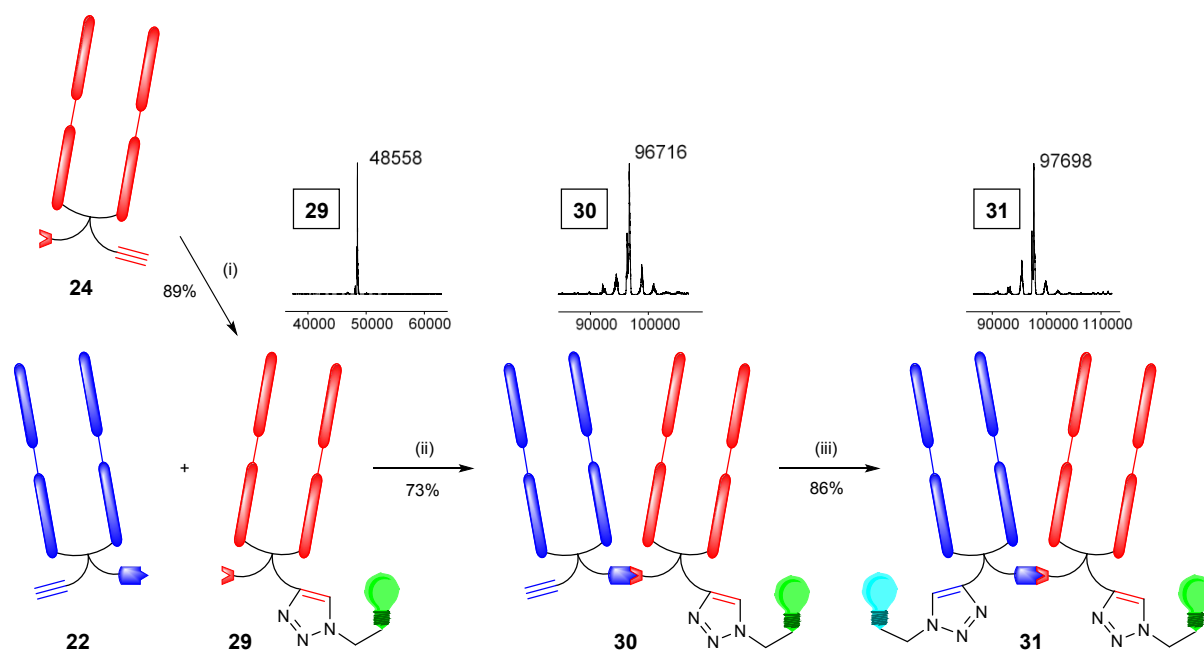 48558
96716
97698
29
30
31
24
(i)
89%
40000 50000 60000
90000 100000
90000 100000 110000
+
(ii)
73%
(iii)
86%
N
N
N
N
N
N
N
N
N
N
N
N
22
29
30
31